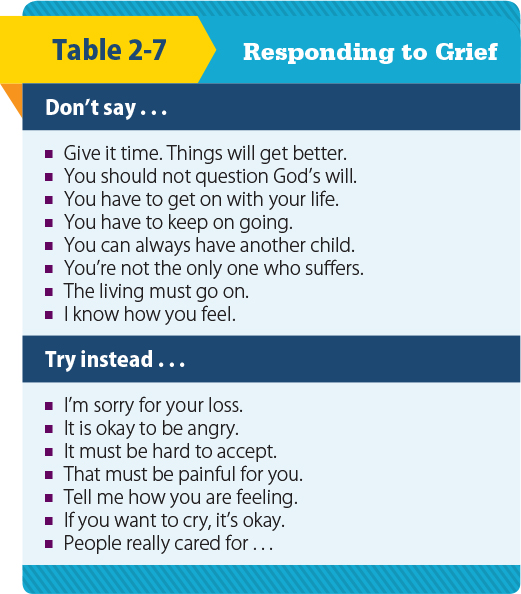 Table 2-7
Responding to Grief
Don’t say . . .
■ Give it time. Things will get better.
■ You should not question God’s will.
■ You have to get on with your life.
■ You have to keep on going.
■ You can always have another child.
■ You’re not the only one who suffers.
■ The living must go on.
■ I know how you feel.
Try instead . . .
■ I’m sorry for your loss.
■ It is okay to be angry.
■ It must be hard to accept.
■ That must be painful for you.
■ Tell me how you are feeling.
■ If you want to cry, it’s okay.
■ People really cared for . . .